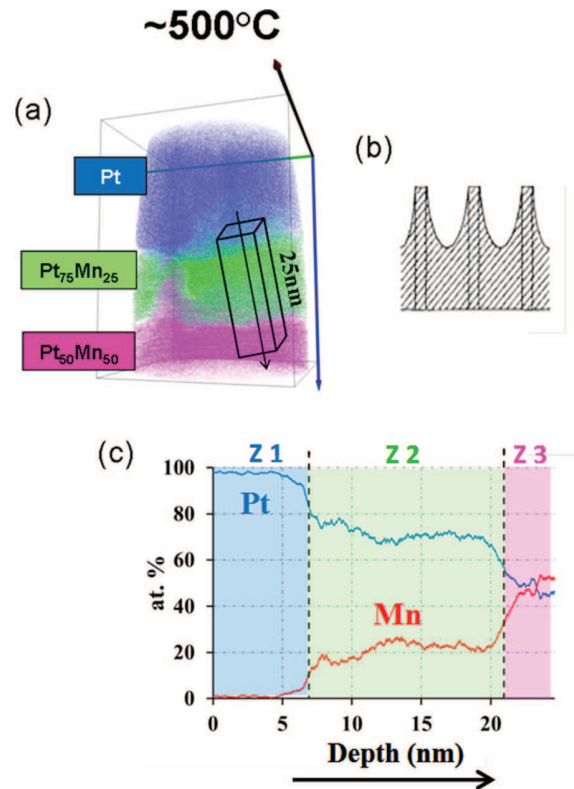 ~500°C
(a)
Pt
Pt75Mn25
Pt50Mn50
25nm
(b)
(c)
Z 1
Z 2
Z 3
100
80
60
40
20
0
at. %
Pt
Mn
0
5
10
15
20
Depth (nm)